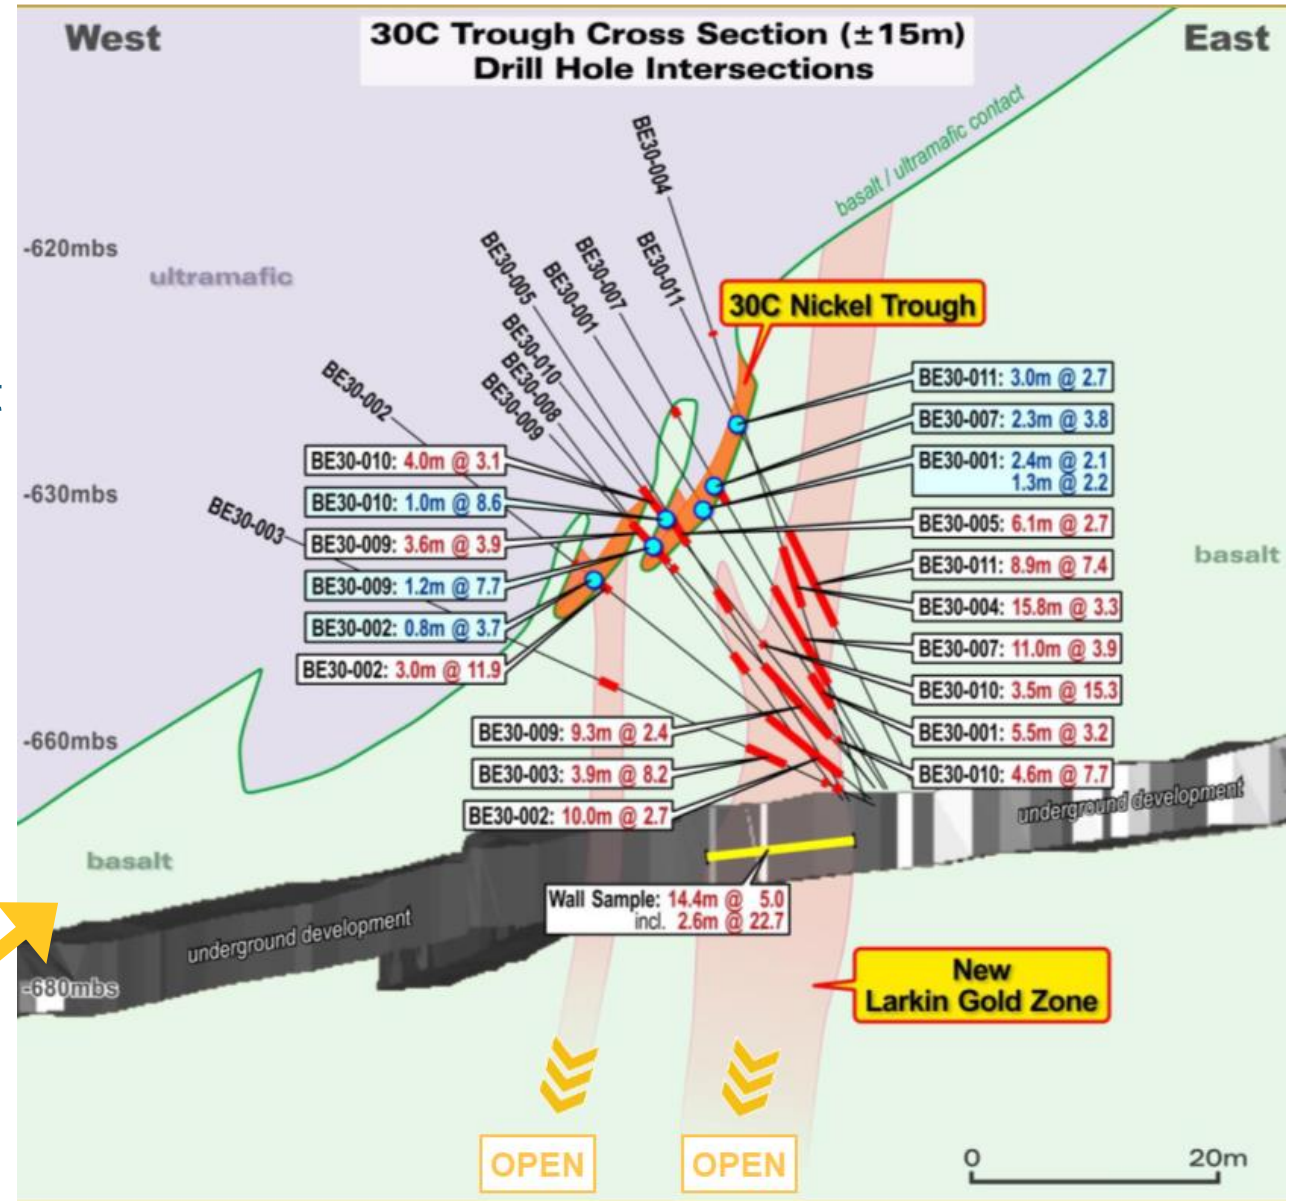 West
30C Trough Cross Section (±15m)
Drill Hole Intersections
East
BE30-004
basalt / ultramafic contact
-620mbs
ultramafic
BE30-005
BE30-001
BE30-007
BE30-011
30C Nickel Trough
BE30-010
BE30-008
BE30-009
BE30-002
BE30-003
BE30-011: 3.0m @ 2.7
BE30-007: 2.3m @ 3.8
BE30-001: 2.4m @ 2.1
1.3m @ 2.2
BE30-005: 6.1m @ 2.7
BE30-011: 8.9m @ 7.4
BE30-004: 15.8m @ 3.3
BE30-007: 11.0m @ 3.9
BE30-010: 3.5m @ 15.3
BE30-001: 5.5m @ 3.2
BE30-010: 4.6m @ 7.7
BE30-010: 4.0m @ 3.1
-630mbs
BE30-010: 1.0m @ 8.6
BE30-009: 3.6m @ 3.9
BE30-009: 1.2m @ 7.7
BE30-002: 0.8m @ 3.7
BE30-002: 3.0m @ 11.9
basalt
BE30-009: 9.3m @ 2.4
BE30-003: 3.9m @ 8.2
BE30-002: 10.0m @ 2.7
-660mbs
underground development
basalt
Wall Sample: 14.4m @ 5.0
incl. 2.6m @ 22.7
underground development
-680mbs
New
Larkin Gold Zone
OPEN
OPEN
0 20m